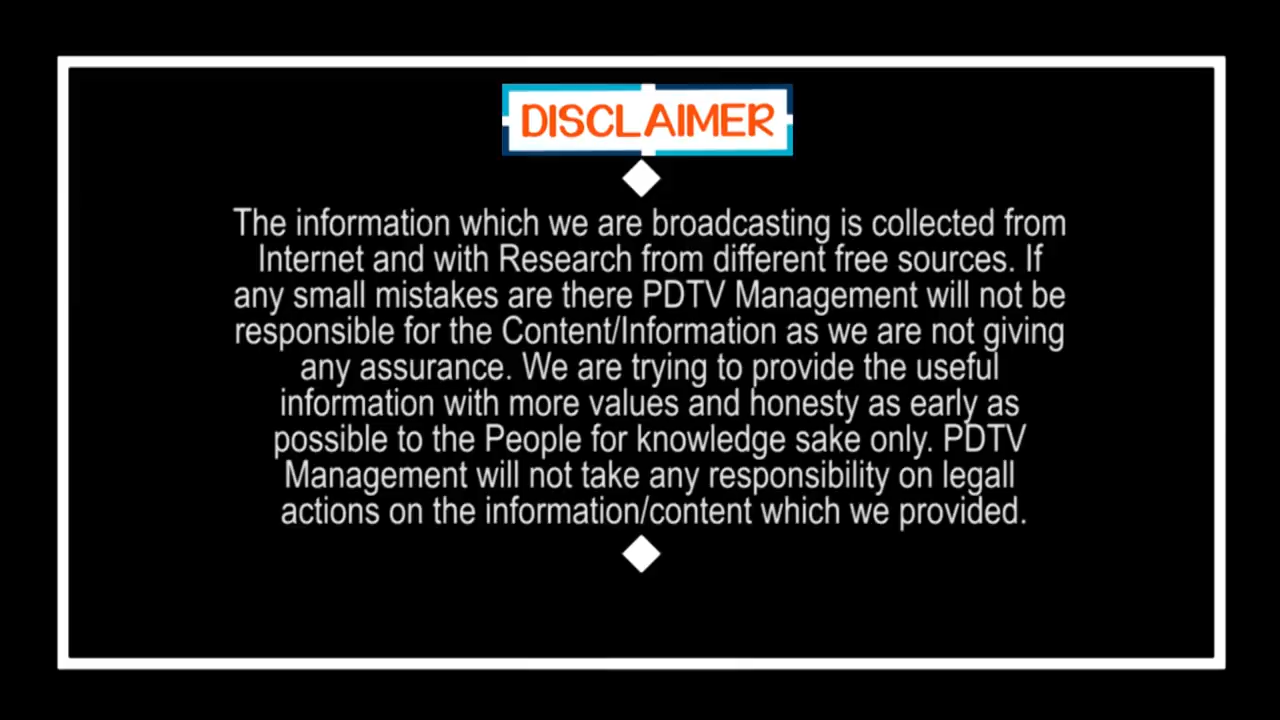 DISCLAIMER
The information which we are broadcasting is collected from
Internet and with Research from different free sources. If
any small mistakes are there PDTV Management will not be
responsible for the Content/Information as we are not giving
any assurance. We are trying to provide the useful
information with more values and honesty as early as
possible to the People for knowledge sake only. PDTV
Management will not take any responsibility on legall
actions on the information/content which we provided.